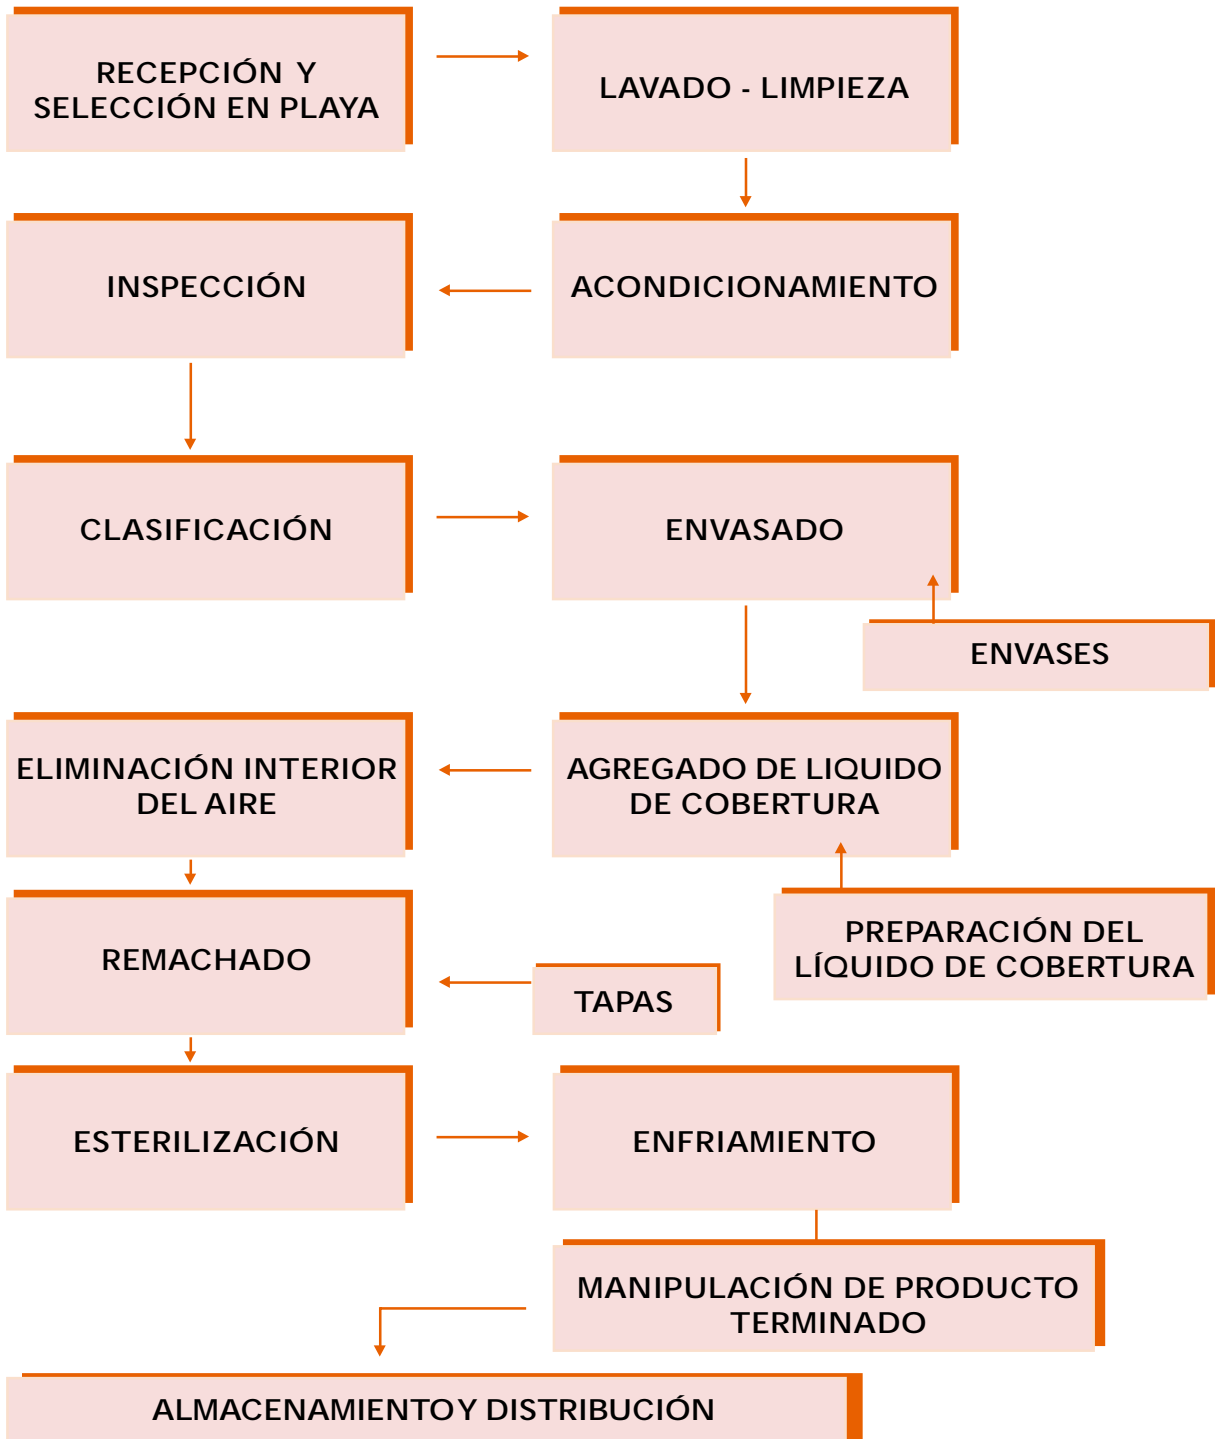 RECEPCIÓN Y
SELECCIÓN EN PLAYA
LAVADO - LIMPIEZA
INSPECCIÓN
ACONDICIONAMIENTO
CLASIFICACIÓN
ENVASADO
ENVASES
ELIMINACIÓN INTERIOR
DEL AIRE
AGREGADO DE LIQUIDO
DE COBERTURA
REMACHADO
PREPARACIÓN DEL
LÍQUIDO DE COBERTURA
TAPAS
ESTERILIZACIÓN
ENFRIAMIENTO
MANIPULACIÓN DE PRODUCTO
TERMINADO
ALMACENAMIENTO Y DISTRIBUCIÓN